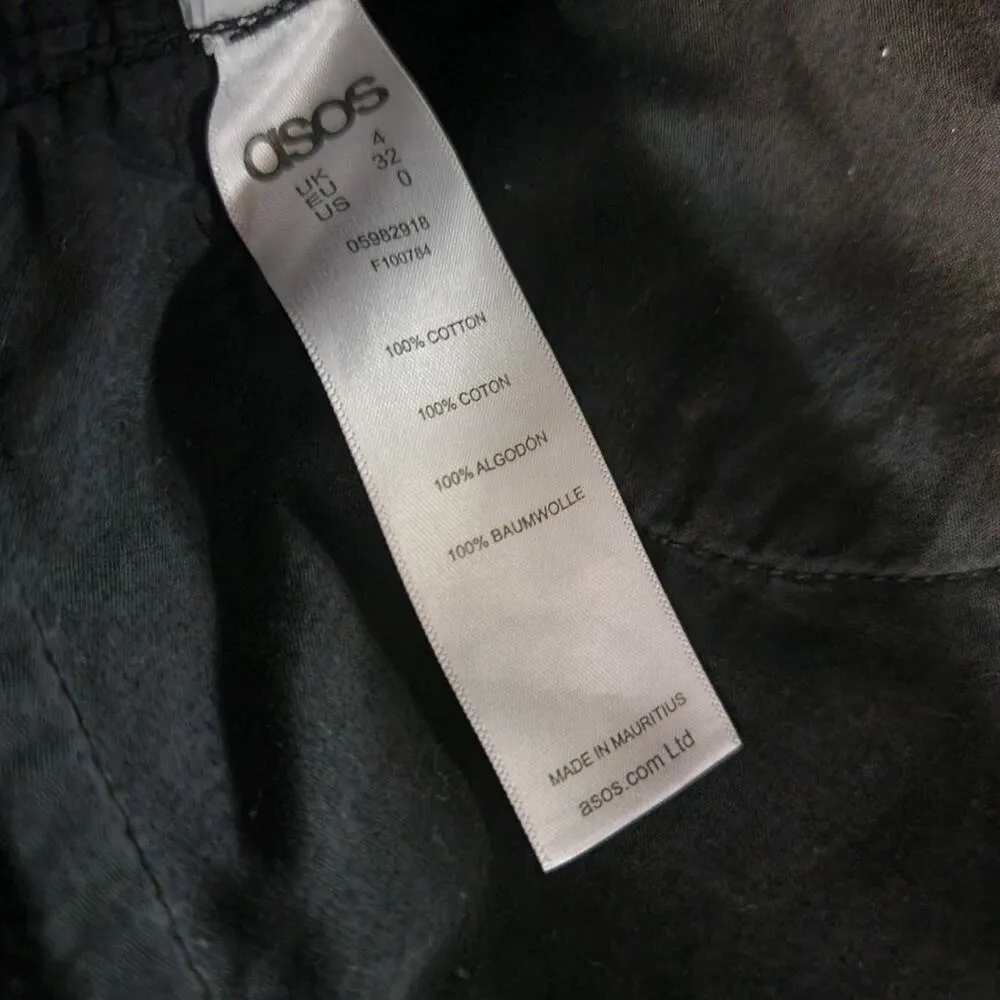 asos
UK 4
EU 32
US 0
05982918
F100784
100% COTTON
100% COTON
100% ALGODÓN
100% BAUMWOLLE
MADE IN MAURITIUS
asos.com Ltd